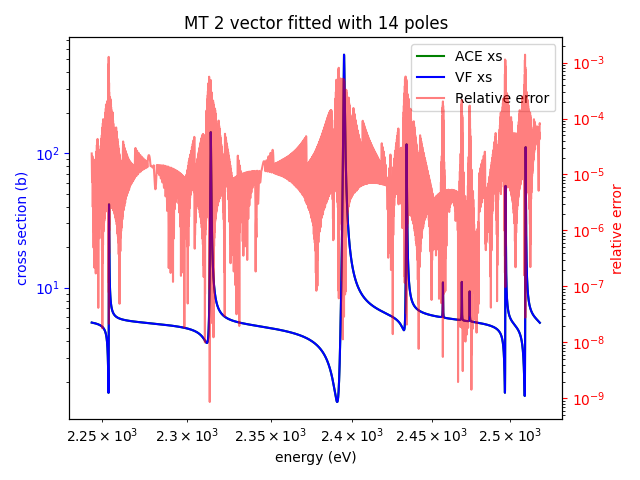 MT 2 vector fitted with 14 poles
ACE xs
VF xs
Relative error
cross section (b)
10²
10¹
relative error
10⁻³
10⁻⁴
10⁻⁵
10⁻⁶
10⁻⁷
10⁻⁸
10⁻⁹
2.25 × 10³ 2.3 × 10³ 2.35 × 10³ 2.4 × 10³ 2.45 × 10³ 2.5 × 10³
energy (eV)